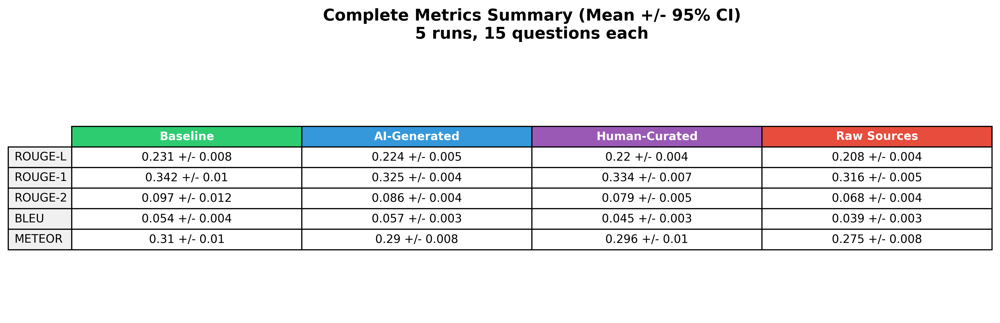 Complete Metrics Summary (Mean +/- 95% CI)
5 runs, 15 questions each
Baseline AI-Generated Human-Curated Raw Sources
ROUGE-L 0.231 +/- 0.008 0.224 +/- 0.005 0.22 +/- 0.004 0.208 +/- 0.004
ROUGE-1 0.342 +/- 0.01 0.325 +/- 0.004 0.334 +/- 0.007 0.316 +/- 0.005
ROUGE-2 0.097 +/- 0.012 0.086 +/- 0.004 0.079 +/- 0.005 0.068 +/- 0.004
BLEU 0.054 +/- 0.004 0.057 +/- 0.003 0.045 +/- 0.003 0.039 +/- 0.003
METEOR 0.31 +/- 0.01 0.29 +/- 0.008 0.296 +/- 0.01 0.275 +/- 0.008